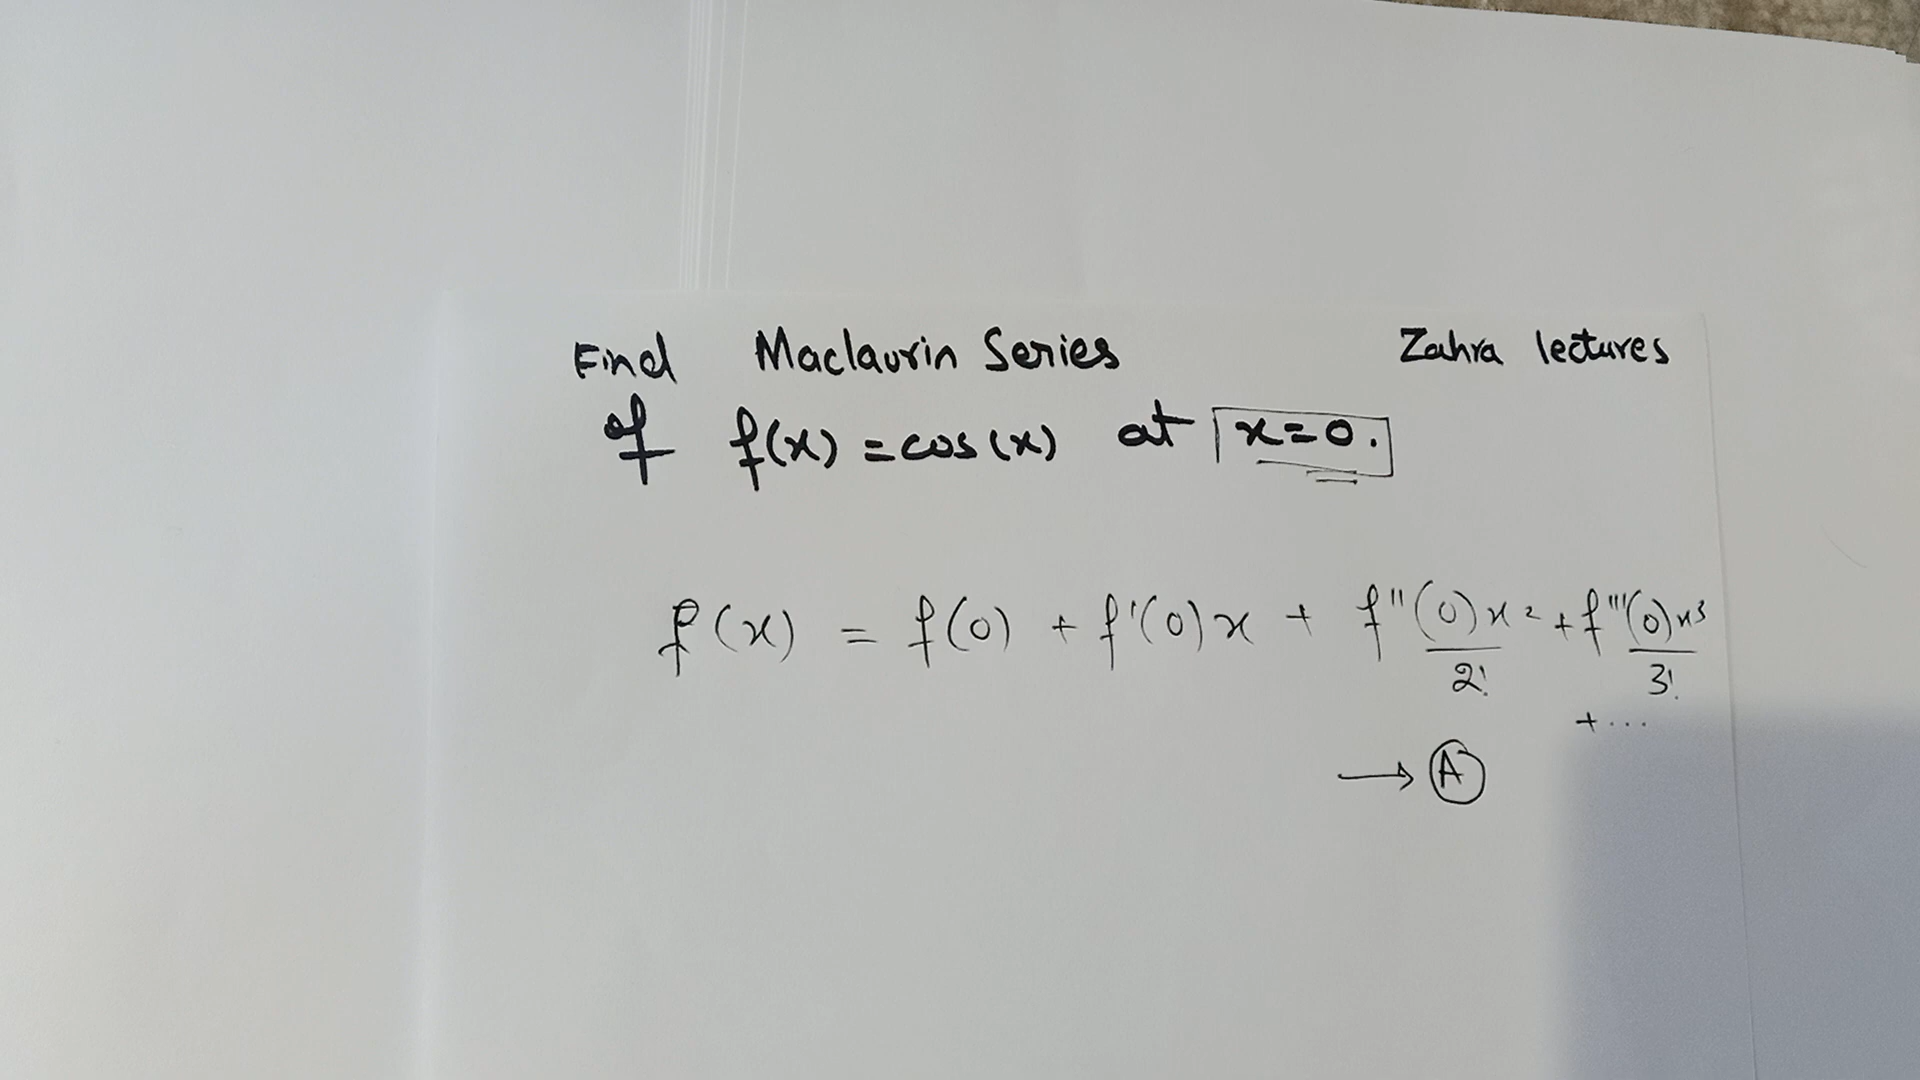 Find Maclaurin Series
Zahra lectures
of f(x) = cos(x) at x=0.
f(x) = f(0) + f'(0)x + f''(0)x²/2! + f'''(0)x³/3!
+ ...
→ Ⓐ